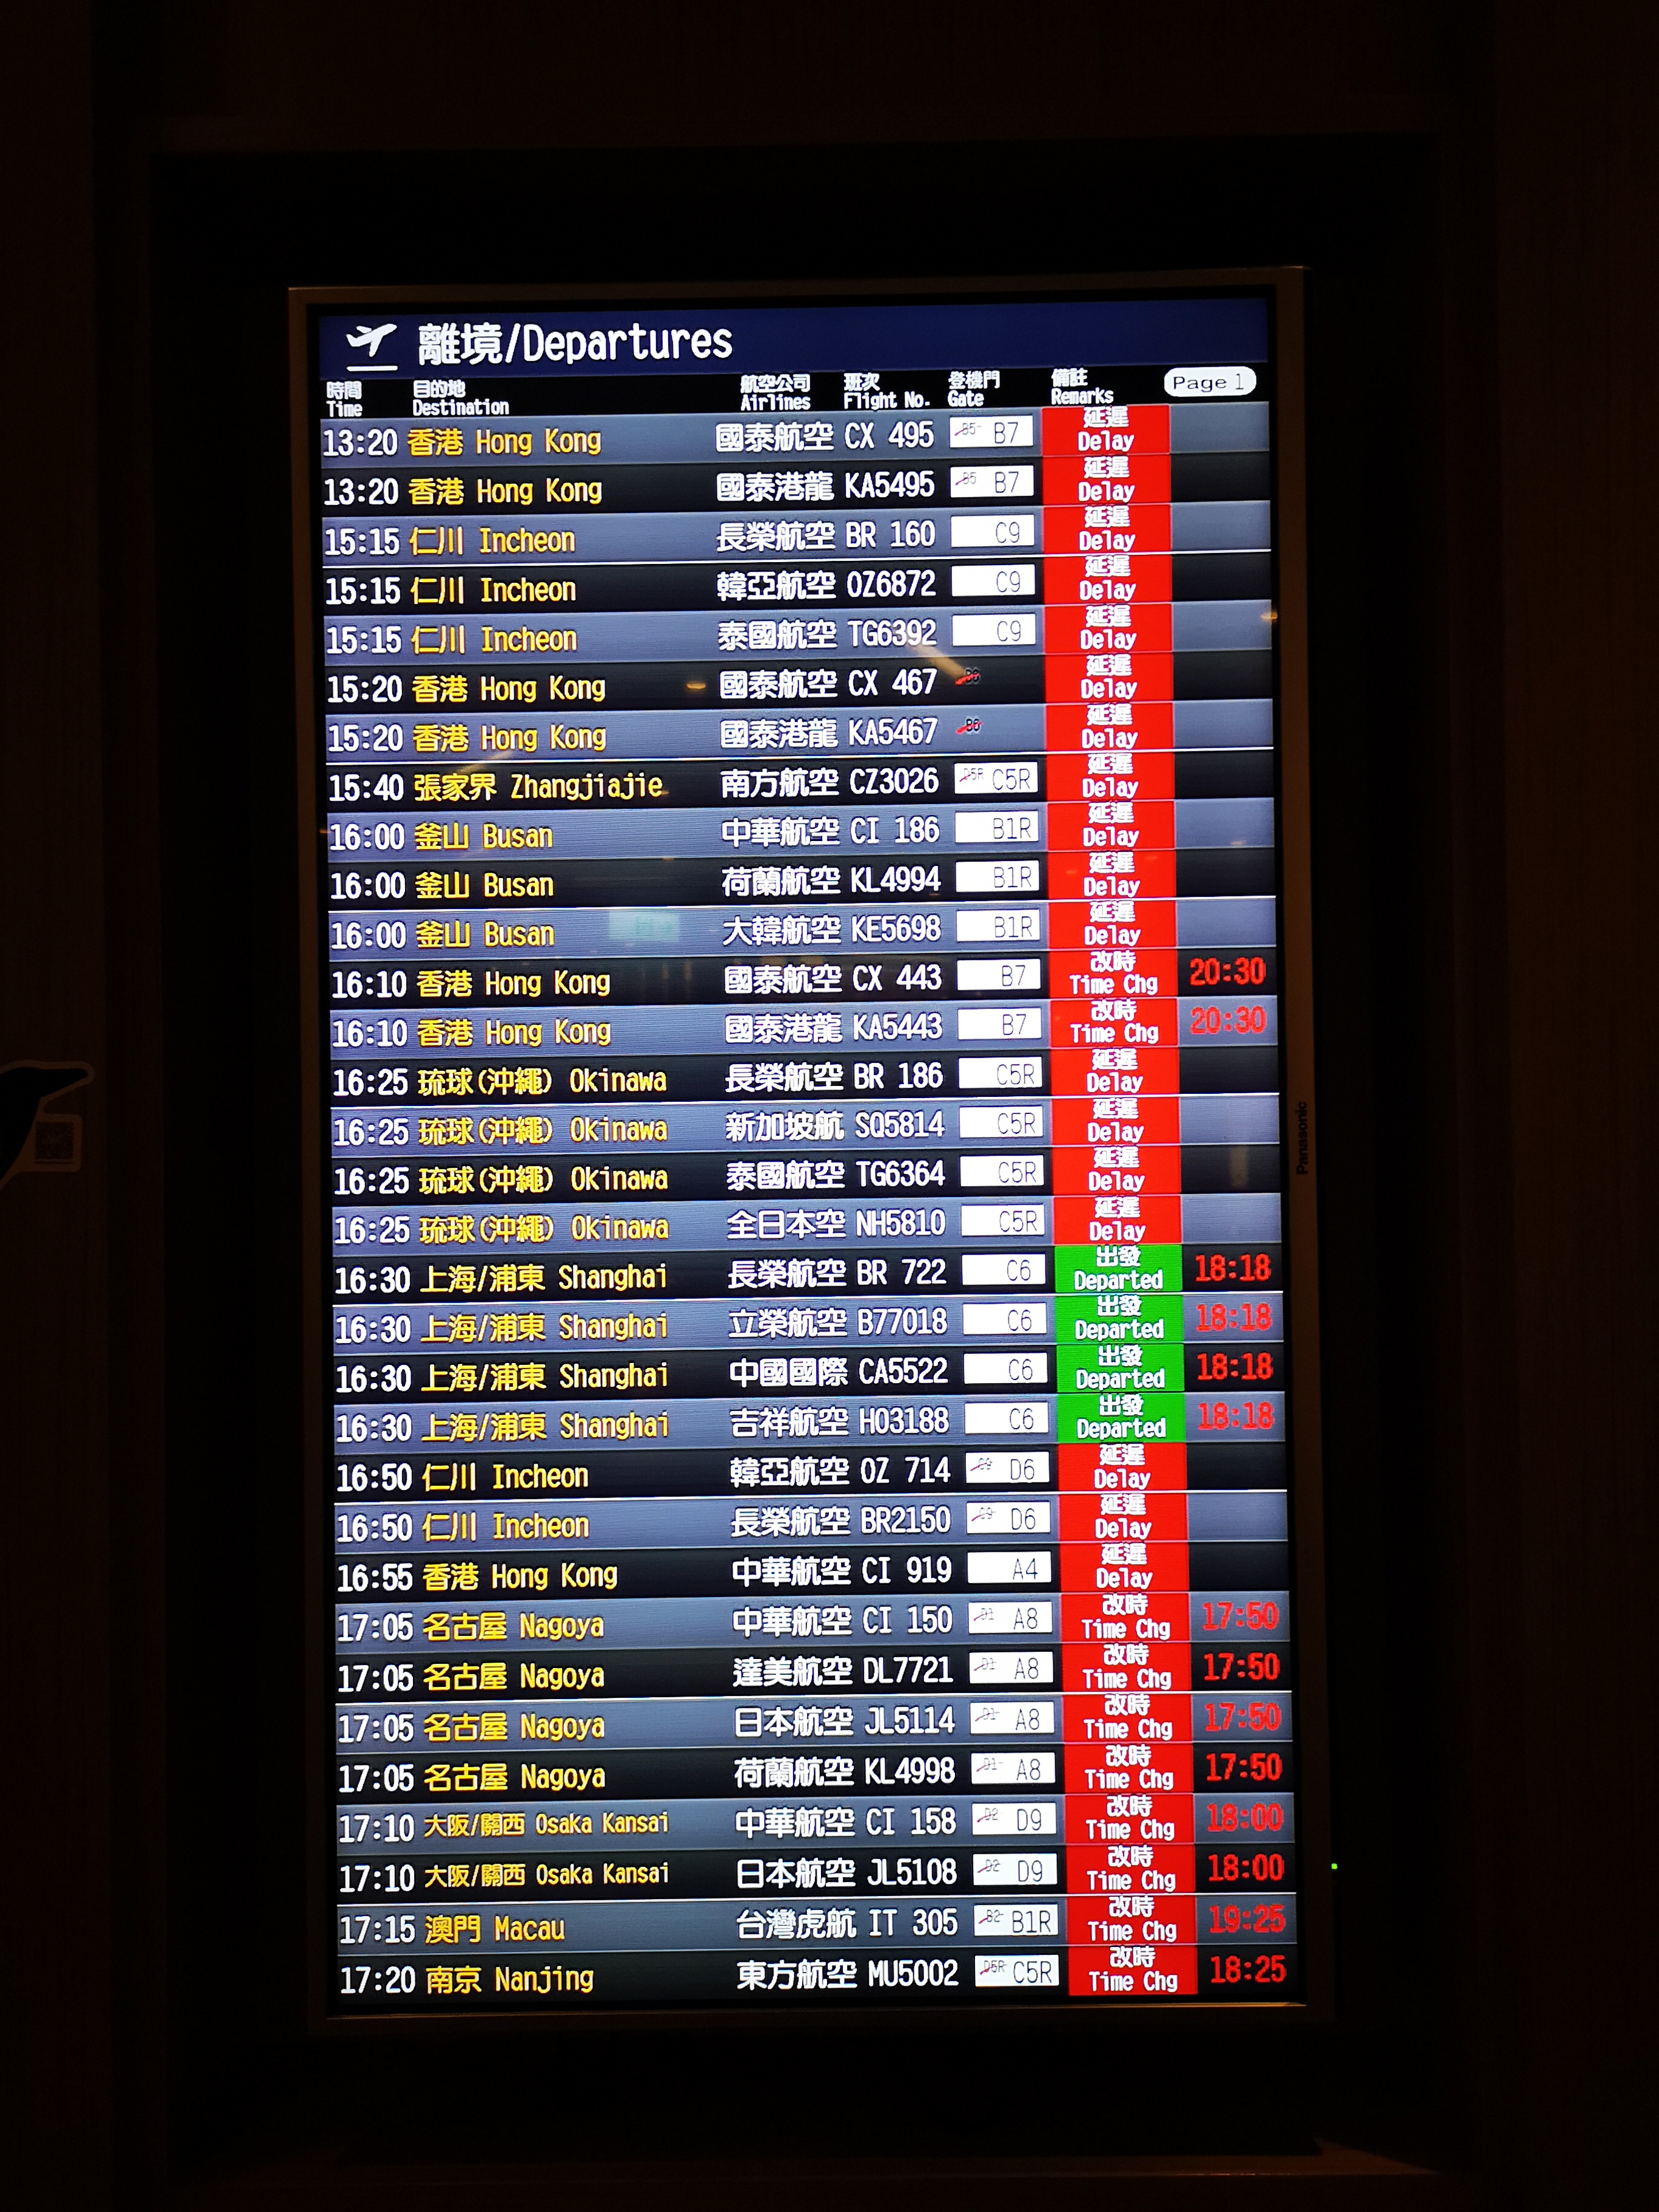 離境/Departures
時間 目的地 航空公司 班次 登機門 備註 Page 1
Time Destination Airlines Flight No. Gate Remarks
13:20 香港 Hong Kong 國泰航空 CX 495 B5 B7 延遲 Delay
13:20 香港 Hong Kong 國泰港龍 KA5495 B5 B7 延遲 Delay
15:15 仁川 Incheon 長榮航空 BR 160 C9 延遲 Delay
15:15 仁川 Incheon 韓亞航空 OZ6872 C9 延遲 Delay
15:15 仁川 Incheon 泰國航空 TG6392 C9 延遲 Delay
15:20 香港 Hong Kong 國泰航空 CX 467 延遲 Delay
15:20 香港 Hong Kong 國泰港龍 KA5467 延遲 Delay
15:40 張家界 Zhangjiajie 南方航空 CZ3026 D5R C5R 延遲 Delay
16:00 釜山 Busan 中華航空 CI 186 B1R 延遲 Delay
16:00 釜山 Busan 荷蘭航空 KL4994 B1R 延遲 Delay
16:00 釜山 Busan 大韓航空 KE5698 B1R 延遲 Delay
16:10 香港 Hong Kong 國泰航空 CX 443 B7 改時 Time Chg 20:30
16:10 香港 Hong Kong 國泰港龍 KA5443 B7 改時 Time Chg 20:30
16:25 琉球(沖繩) Okinawa 長榮航空 BR 186 C5R 延遲 Delay
16:25 琉球(沖繩) Okinawa 新加坡航 SQ5814 C5R 延遲 Delay
16:25 琉球(沖繩) Okinawa 泰國航空 TG6364 C5R 延遲 Delay
16:25 琉球(沖繩) Okinawa 全日本空 NH5810 C5R 延遲 Delay
16:30 上海/浦東 Shanghai 長榮航空 BR 722 C6 出發 Departed 18:18
16:30 上海/浦東 Shanghai 立榮航空 B77018 C6 出發 Departed 18:18
16:30 上海/浦東 Shanghai 中國國際 CA5522 C6 出發 Departed 18:18
16:30 上海/浦東 Shanghai 吉祥航空 HO3188 C6 出發 Departed 18:18
16:50 仁川 Incheon 韓亞航空 OZ 714 C9 D6 延遲 Delay
16:50 仁川 Incheon 長榮航空 BR2150 C9 D6 延遲 Delay
16:55 香港 Hong Kong 中華航空 CI 919 A4 延遲 Delay
17:05 名古屋 Nagoya 中華航空 CI 150 D1 A8 改時 Time Chg 17:50
17:05 名古屋 Nagoya 達美航空 DL7721 D1 A8 改時 Time Chg 17:50
17:05 名古屋 Nagoya 日本航空 JL5114 D1 A8 改時 Time Chg 17:50
17:05 名古屋 Nagoya 荷蘭航空 KL4998 D1 A8 改時 Time Chg 17:50
17:10 大阪/關西 Osaka Kansai 中華航空 CI 158 D2 D9 改時 Time Chg 18:00
17:10 大阪/關西 Osaka Kansai 日本航空 JL5108 D2 D9 改時 Time Chg 18:00
17:15 澳門 Macau 台灣虎航 IT 305 B2 B1R 改時 Time Chg 19:25
17:20 南京 Nanjing 東方航空 MU5002 D5R C5R 改時 Time Chg 18:25
Panasonic